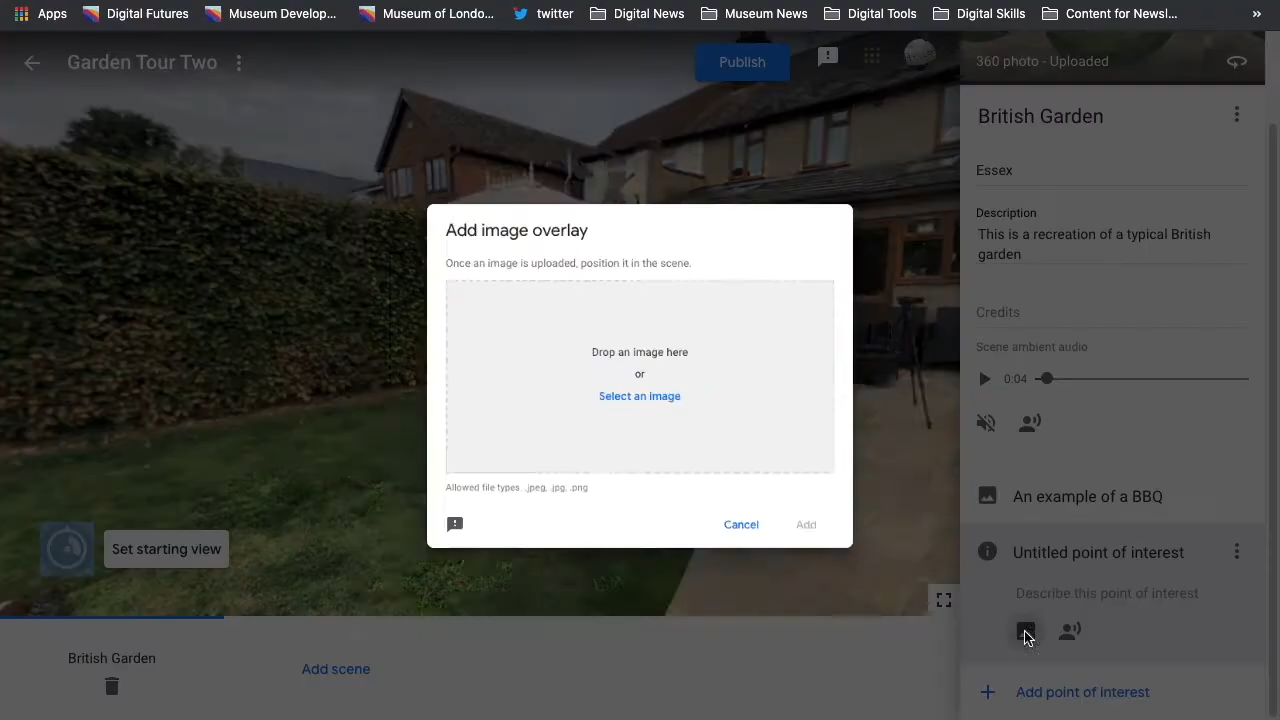 Apps
Digital Futures
Museum Develop...
Museum of Londo...
twitter
Digital News
Museum News
Digital Tools
Digital Skills
Content for Newsl...
»
Garden Tour Two
Publish
360 photo - Uploaded
British Garden
Essex
Description
This is a recreation of a typical British
garden
Credits
Scene ambient audio
0:04
An example of a BBQ
Untitled point of interest
Describe this point of interest
Add point of interest
Add image overlay
Once an image is uploaded, position it in the scene.
Drop an image here
or
Select an image
Allowed file types. .jpeg, .jpg, .png
Cancel
Add
Set starting view
British Garden
Add scene